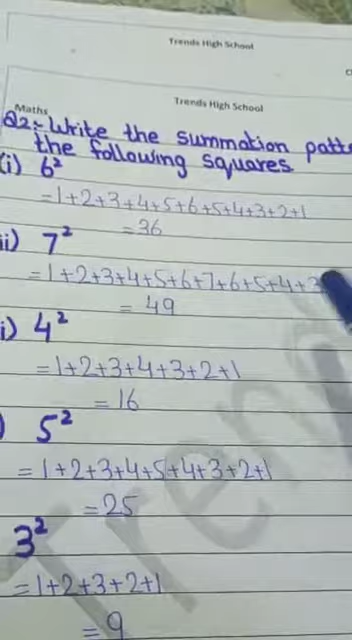 Trends High School
Maths
Trends High School
Q2:- Write the summation patte
the following squares
(i) 6²
=1+2+3+4+5+6+5+4+3+2+1
=36
ii) 7²
=1+2+3+4+5+6+7+6+5+4+3
= 49
i) 4²
=1+2+3+4+3+2+1
=16
) 5²
=1+2+3+4+5+4+3+2+1
=25
3²
=1+2+3+2+1
=9
Tren